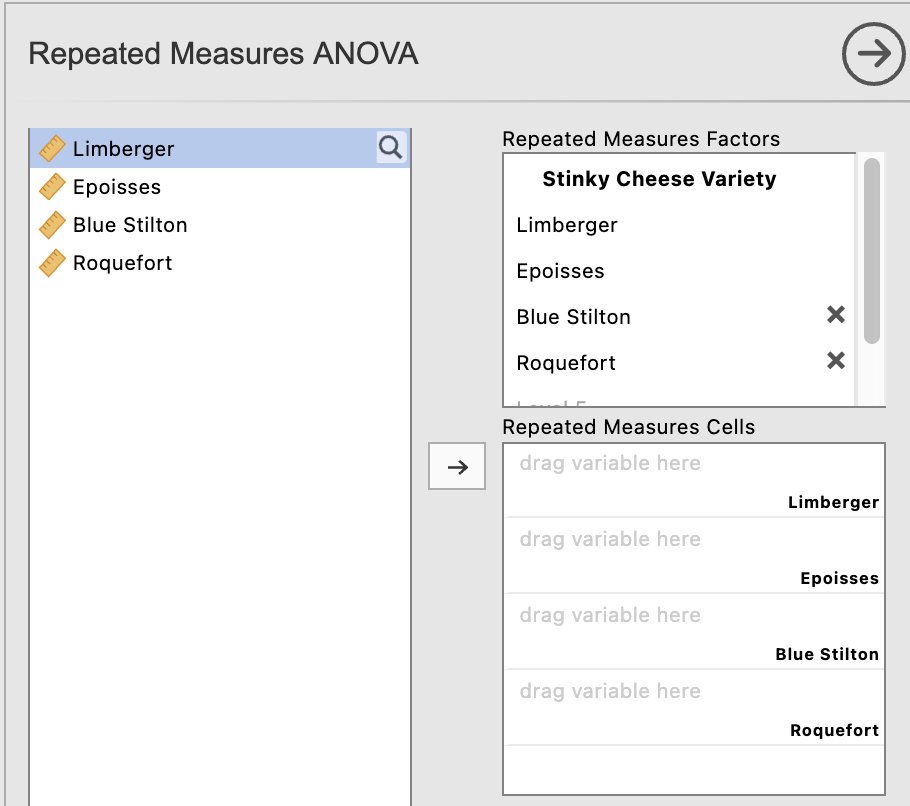 Repeated Measures ANOVA
Limberger
Epoisses
Blue Stilton
Roquefort
Repeated Measures Factors
Stinky Cheese Variety
Limberger
Epoisses
Blue Stilton
Roquefort
Level 5
Repeated Measures Cells
drag variable here
Limberger
drag variable here
Epoisses
drag variable here
Blue Stilton
drag variable here
Roquefort